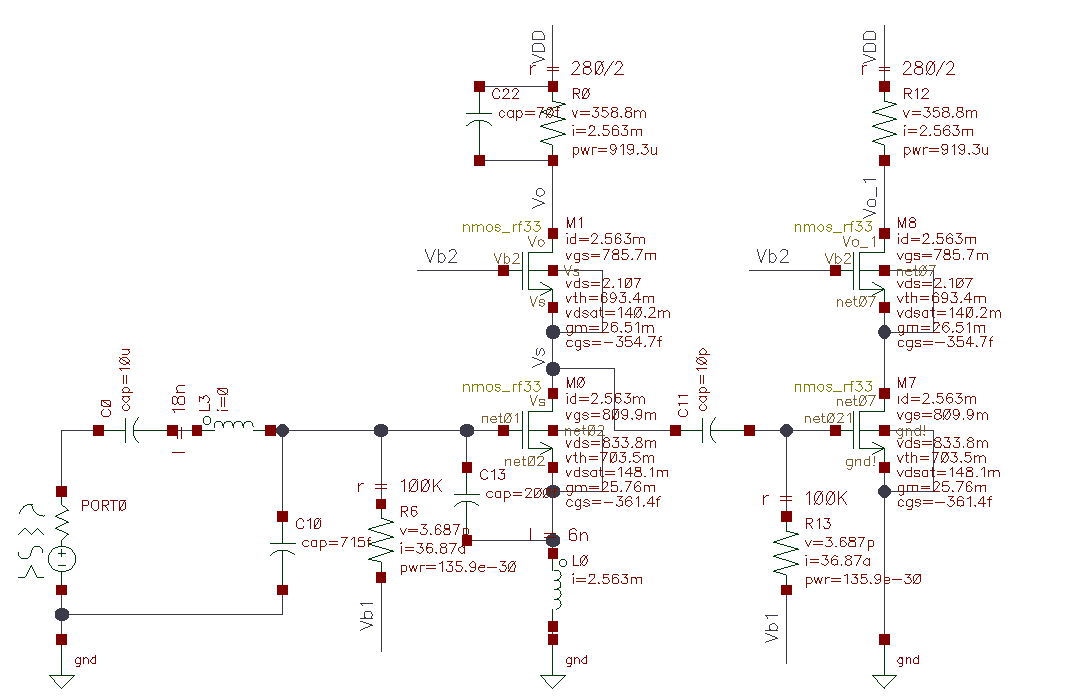 VDD
r = 280/2
C22
cap=70f
R0
v=358.8m
i=2.563m
pwr=919.3u
Vo
nmos_rf33
M1
id=2.563m
vgs=785.7m
vds=2.107
vth=693.4m
vdsat=140.2m
gm=26.51m
cgs=-354.7f
Vo
Vb2
Vb2
Vs
Vs
Vs
VDD
r = 280/2
R12
v=358.8m
i=2.563m
pwr=919.3u
Vo_1
nmos_rf33
M8
id=2.563m
vgs=785.7m
vds=2.107
vth=693.4m
vdsat=140.2m
gm=26.51m
cgs=-354.7f
Vo_1
Vb2
Vb2
net07
net07
C0
cap=10u
l = 18n
L3
i=0
nmos_rf33
M0
id=2.563m
vgs=809.9m
vds=833.8m
vth=703.5m
vdsat=148.1m
gm=25.76m
cgs=-361.4f
Vs
net01
net02
net02
C11
cap=10p
nmos_rf33
M7
id=2.563m
vgs=809.9m
vds=833.8m
vth=703.5m
vdsat=148.1m
gm=25.76m
cgs=-361.4f
net07
net021
gnd!
gnd!
PORT0
C10
cap=715f
r = 100K
R6
v=3.687p
i=36.87a
pwr=135.9e-30
Vb1
C13
l = 6n
L0
i=2.563m
r = 100K
R13
v=3.687p
i=36.87a
pwr=135.9e-30
Vb1
gnd
gnd
gnd